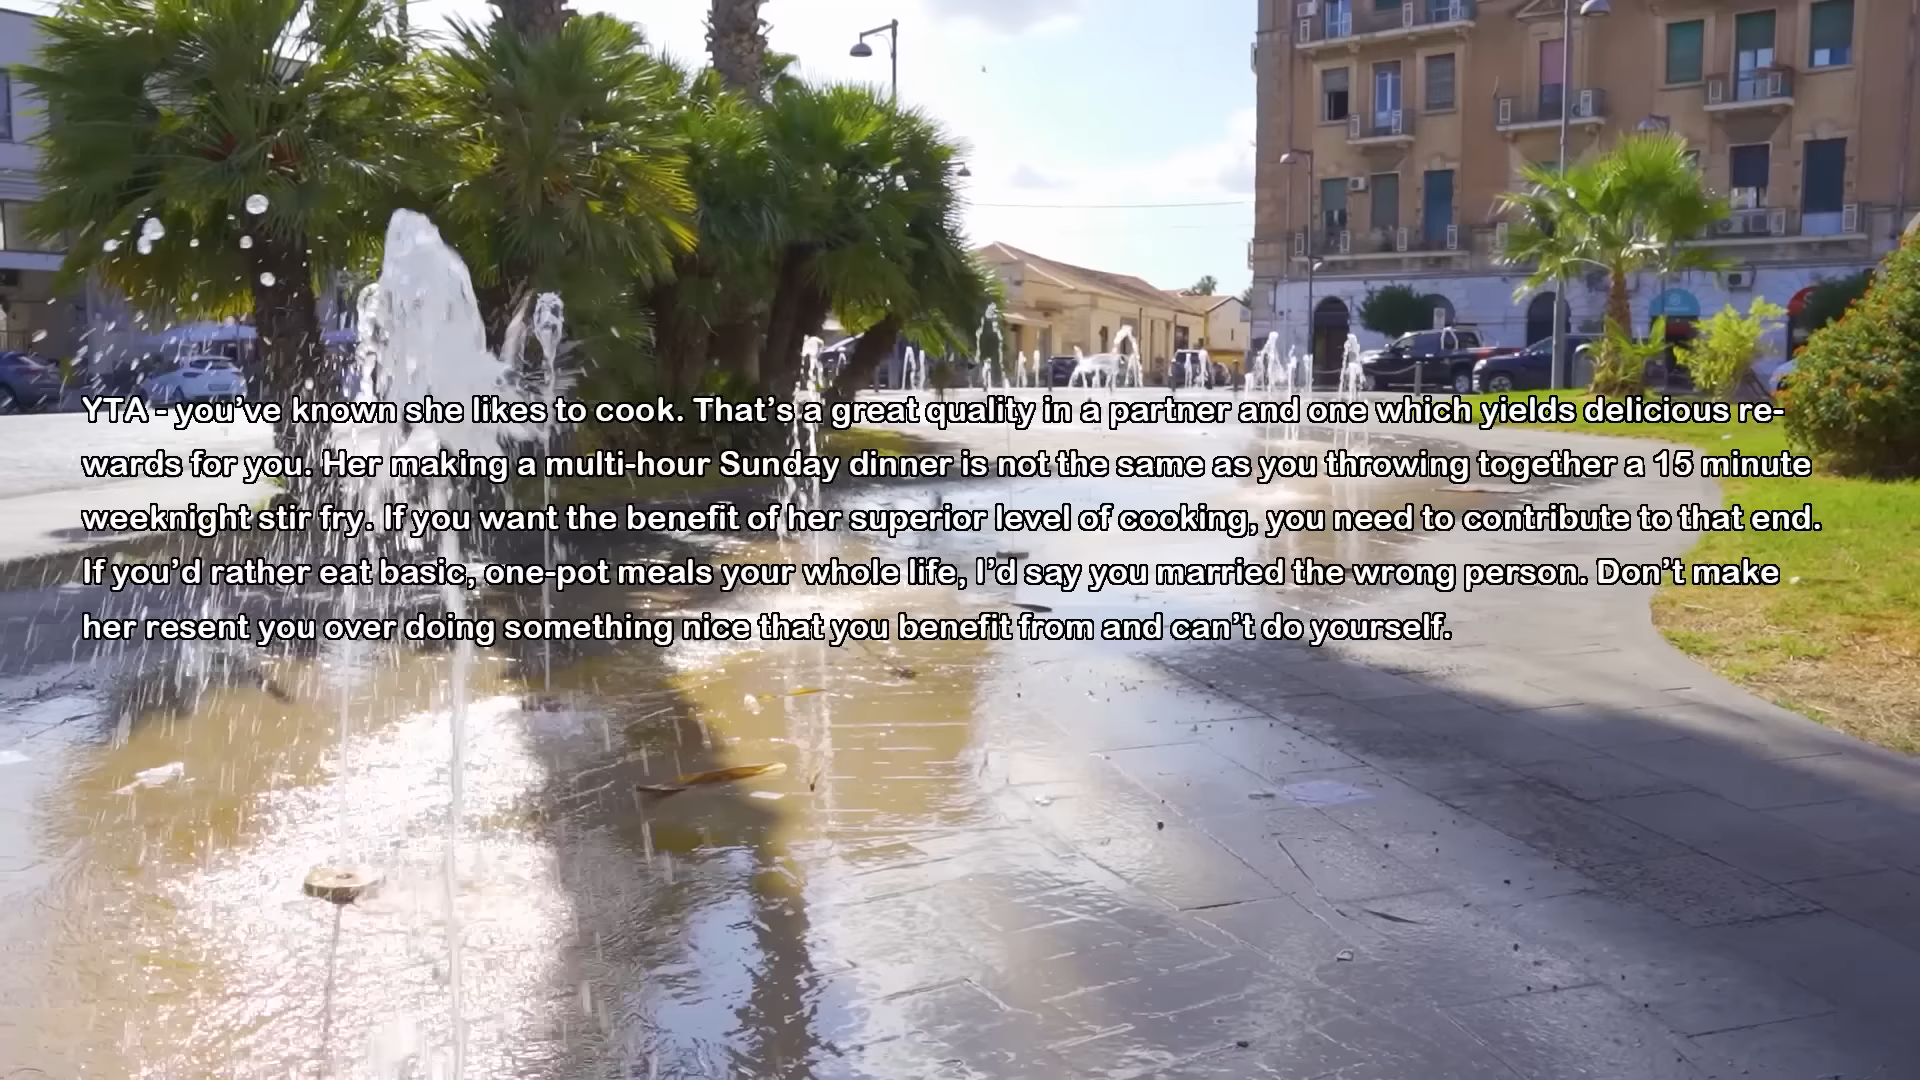 YTA - you’ve known she likes to cook. That’s a great quality in a partner and one which yields delicious re-
wards for you. Her making a multi-hour Sunday dinner is not the same as you throwing together a 15 minute
weeknight stir fry. If you want the benefit of her superior level of cooking, you need to contribute to that end.
If you’d rather eat basic, one-pot meals your whole life, I’d say you married the wrong person. Don’t make
her resent you over doing something nice that you benefit from and can’t do yourself.